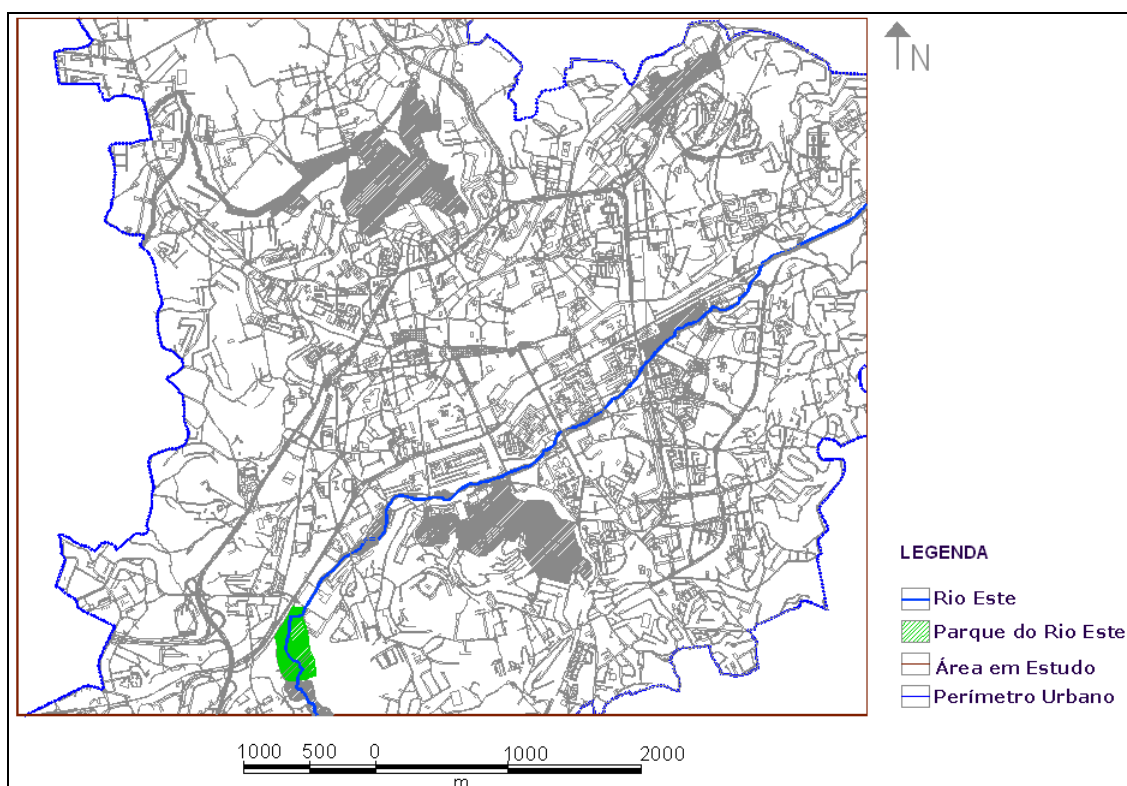 N
LEGENDA
Rio Este
Parque do Rio Este
Área em Estudo
Perímetro Urbano
1000 500 0 1000 2000
m